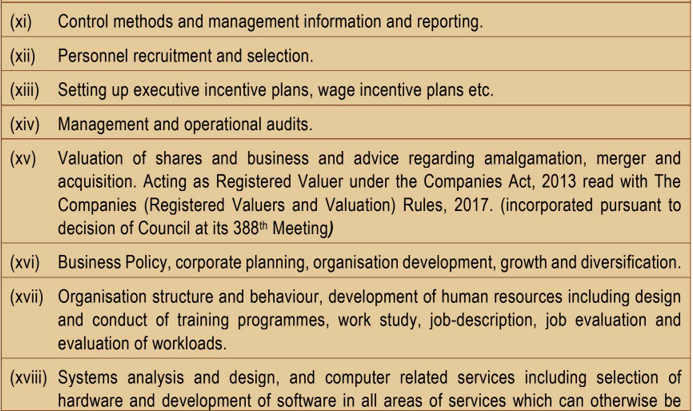 (xi) Control methods and management information and reporting.
(xii) Personnel recruitment and selection.
(xiii) Setting up executive incentive plans, wage incentive plans etc.
(xiv) Management and operational audits.
(xv) Valuation of shares and business and advice regarding amalgamation, merger and
acquisition. Acting as Registered Valuer under the Companies Act, 2013 read with The
Companies (Registered Valuers and Valuation) Rules, 2017. (incorporated pursuant to
decision of Council at its 388th Meeting)
(xvi) Business Policy, corporate planning, organisation development, growth and diversification.
(xvii) Organisation structure and behaviour, development of human resources including design
and conduct of training programmes, work study, job-description, job evaluation and
evaluation of workloads.
(xviii) Systems analysis and design, and computer related services including selection of
hardware and development of software in all areas of services which can otherwise be